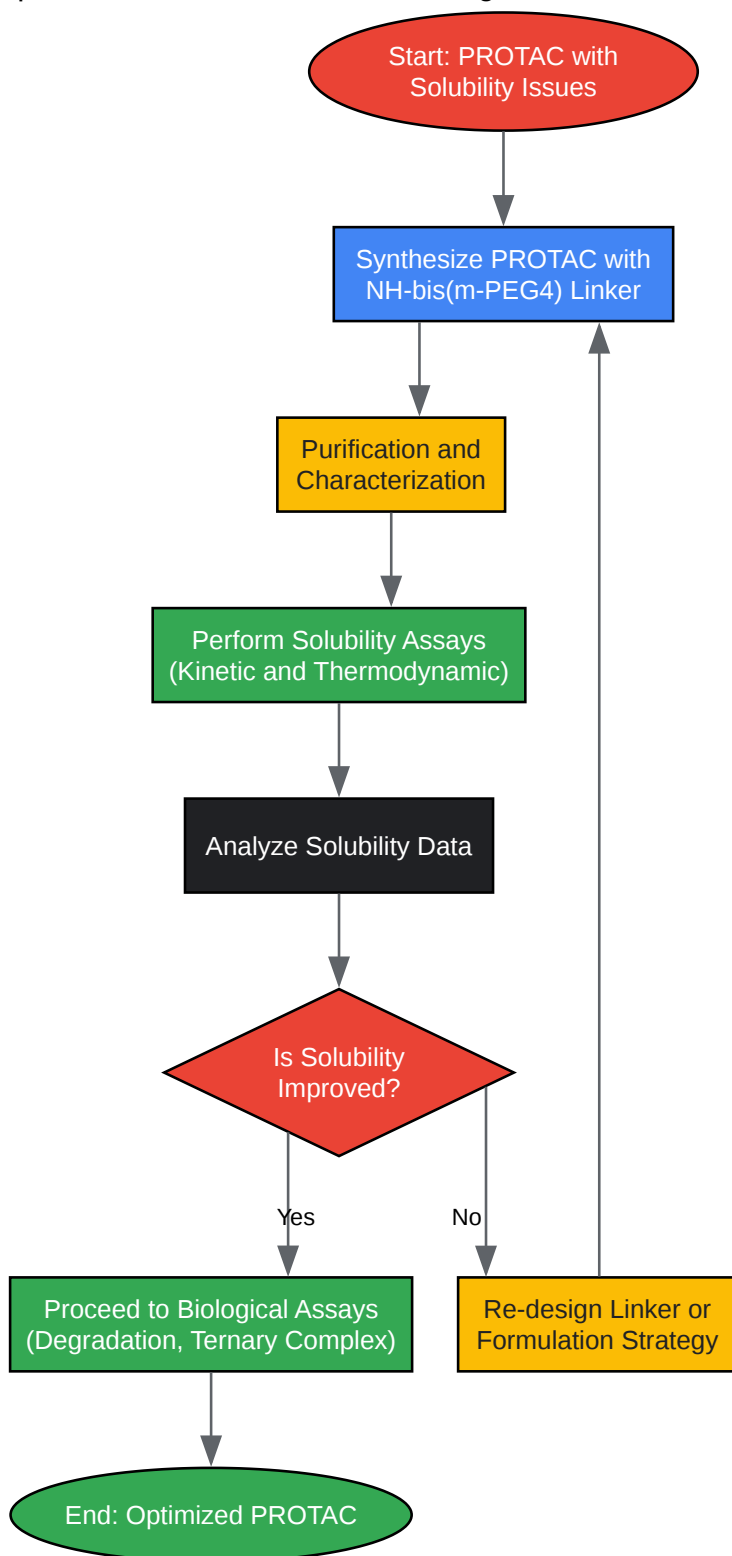 Start: PROTAC with
Solubility Issues
Synthesize PROTAC with
NH-bis(m-PEG4) Linker
Purification and
Characterization
Perform Solubility Assays
(Kinetic and Thermodynamic)
Analyze Solubility Data
Is Solubility
Improved?
Yes
No
Proceed to Biological Assays
(Degradation, Ternary Complex)
Re-design Linker or
Formulation Strategy
End: Optimized PROTAC